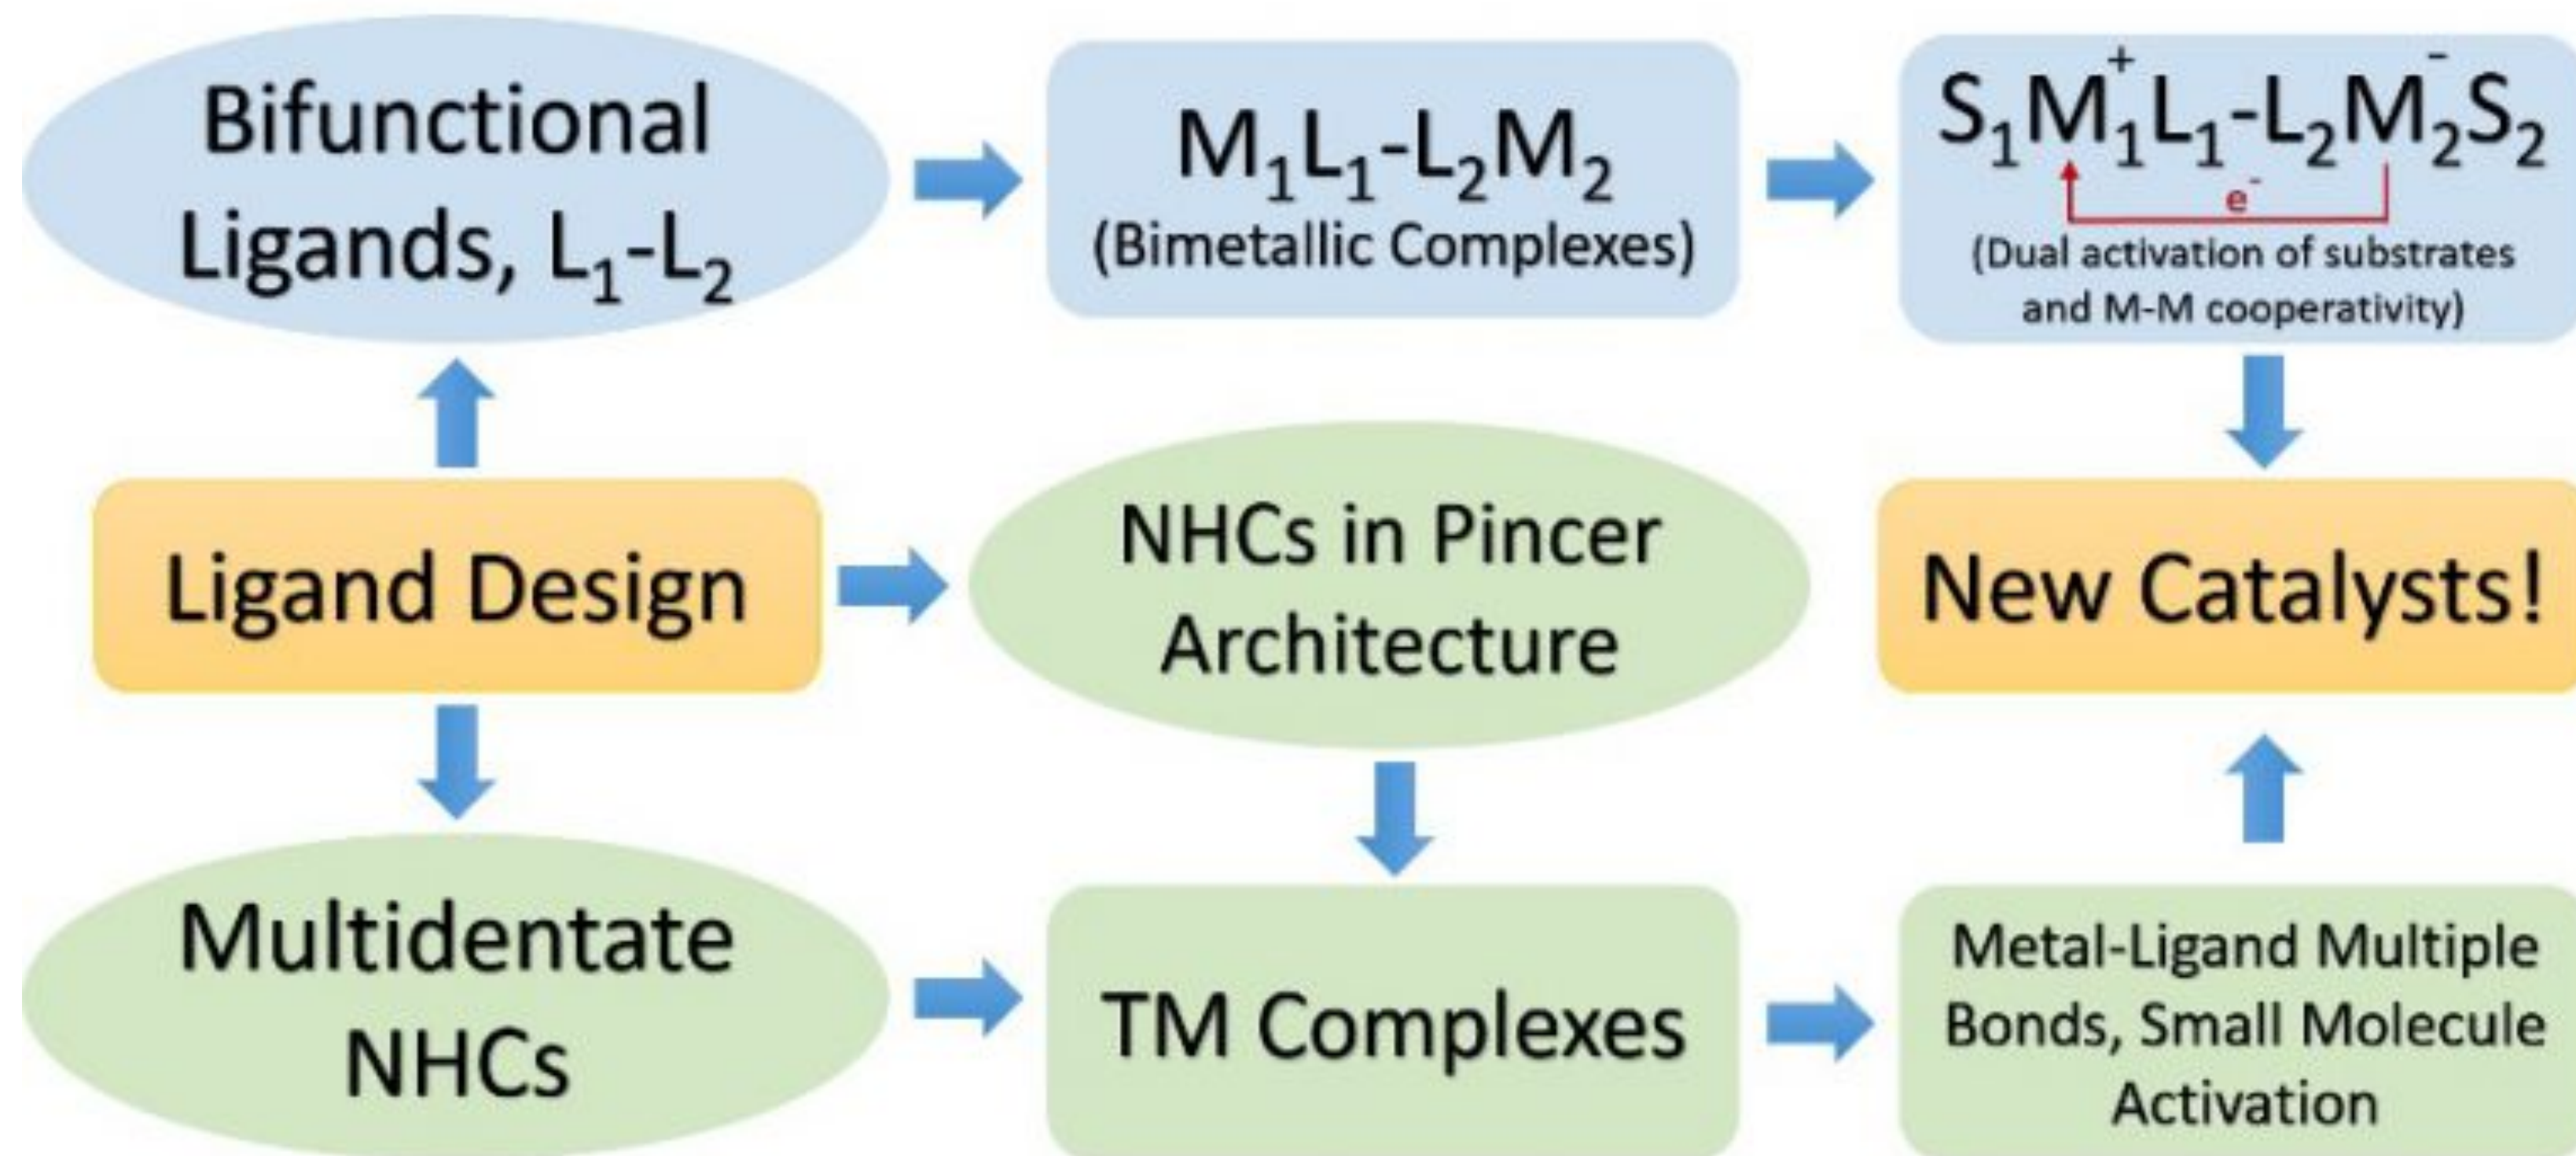 Bifunctional
Ligands, L₁-L₂
M₁L₁-L₂M₂
(Bimetallic Complexes)
S₁M₁⁺L₁-L₂M₂⁻S₂
e⁻
(Dual activation of substrates
and M-M cooperativity)
Ligand Design
NHCs in Pincer
Architecture
New Catalysts!
Multidentate
NHCs
TM Complexes
Metal-Ligand Multiple
Bonds, Small Molecule
Activation